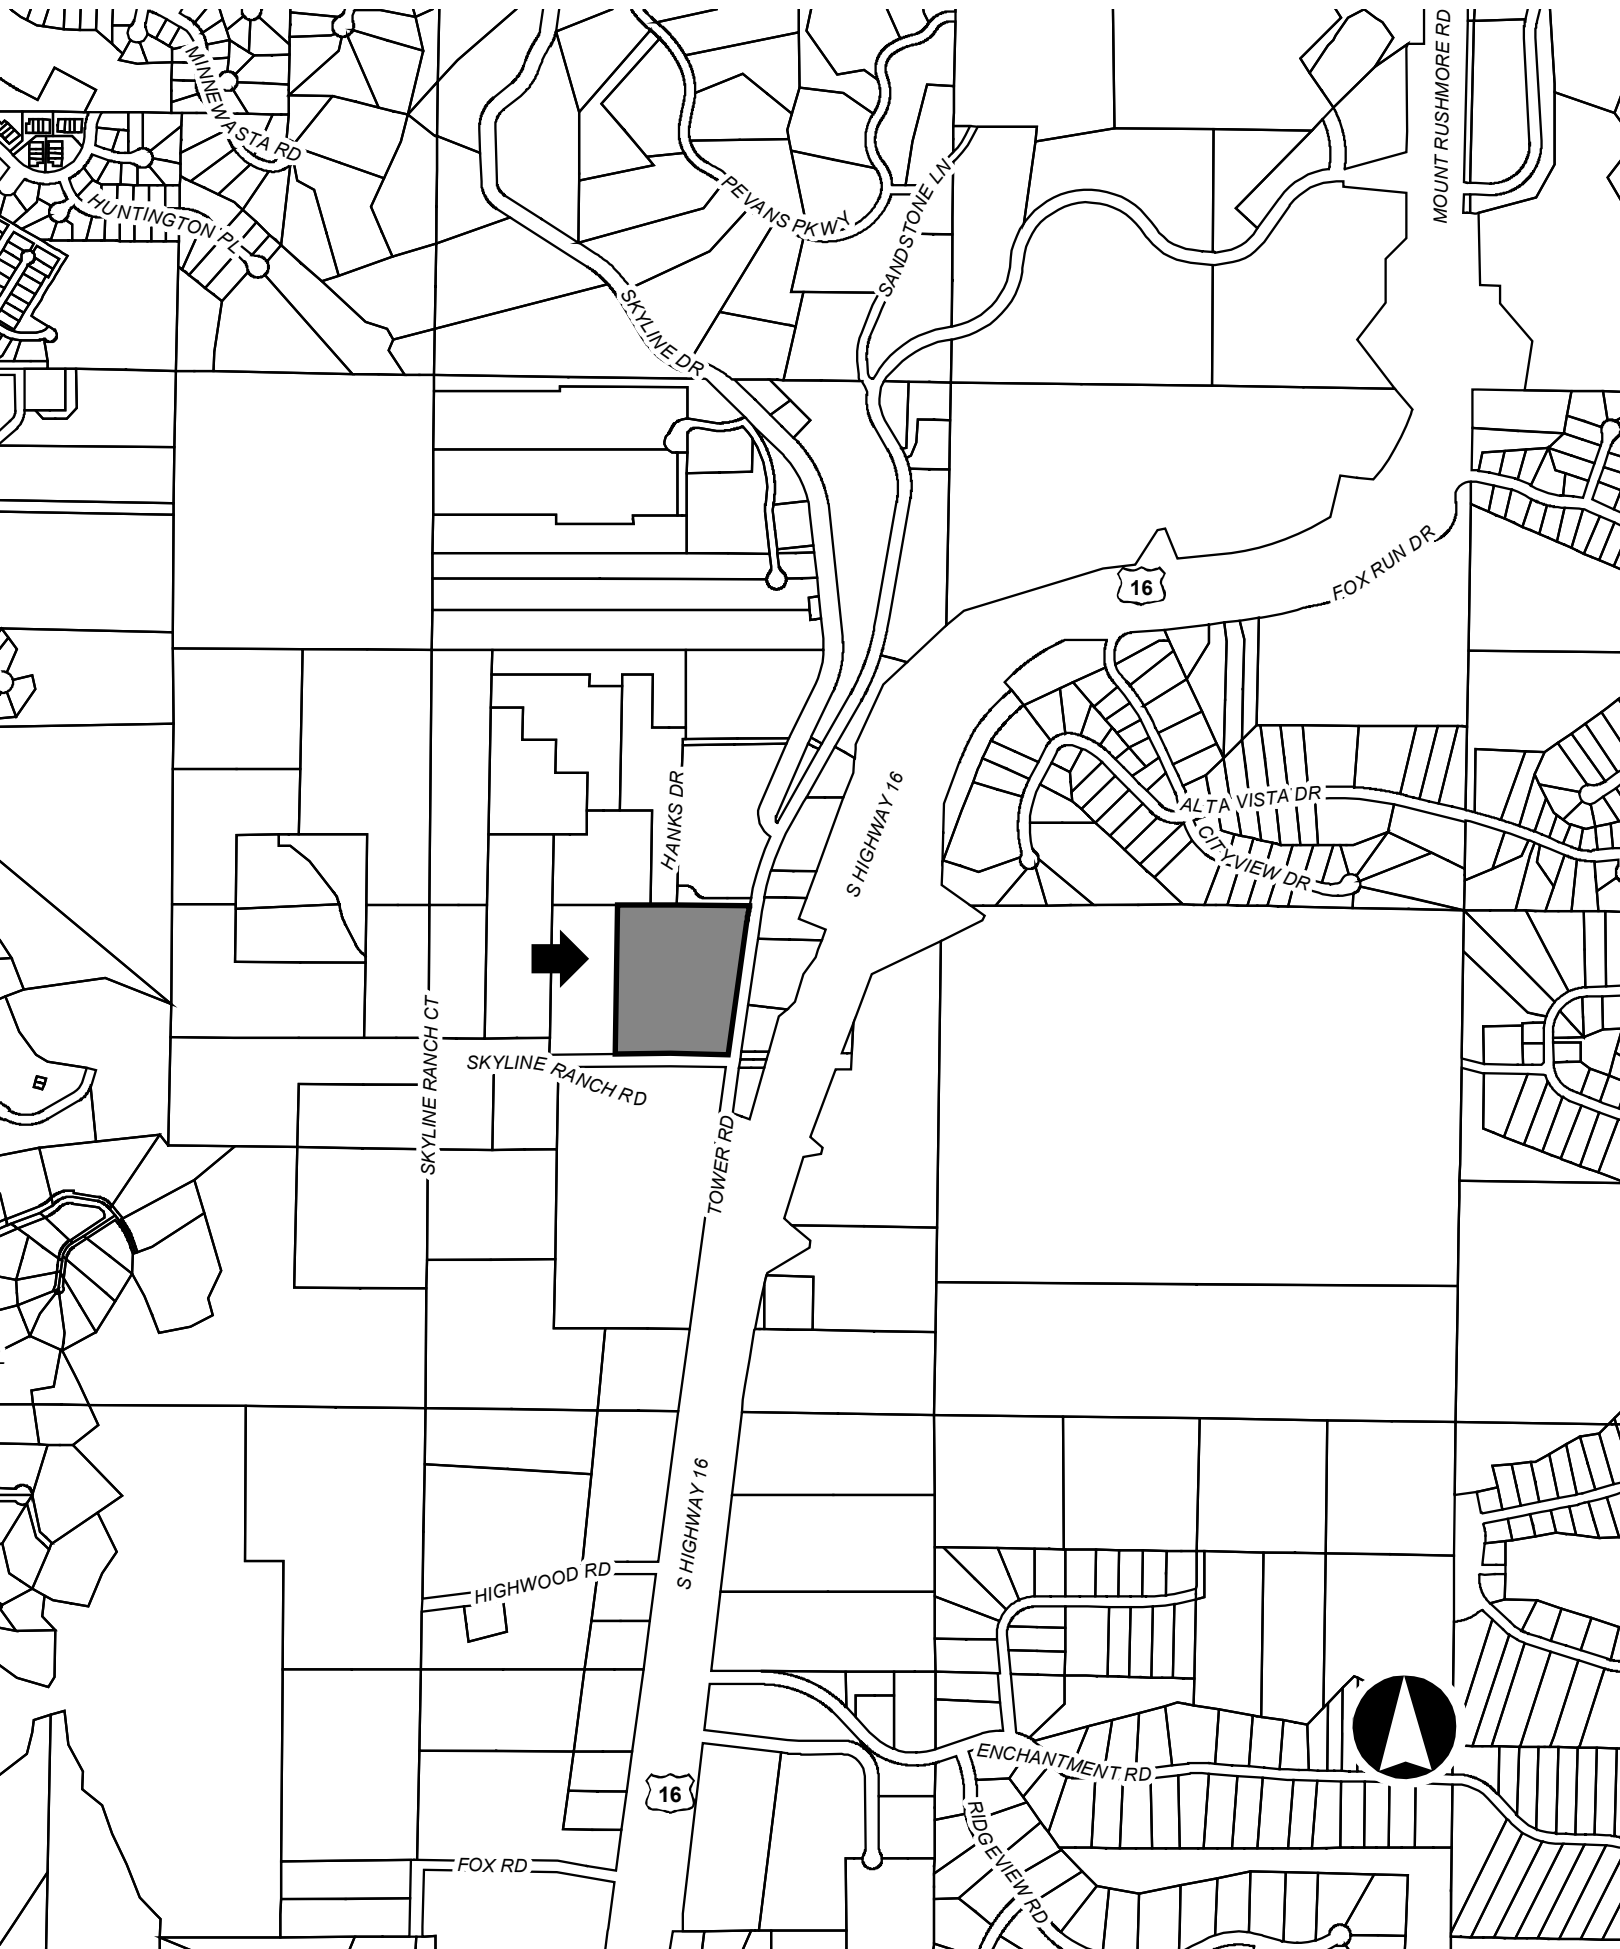 MINNEWASTA RD
HUNTINGTON PL
PEVANS PKWY
SANDSTONE LN
MOUNT RUSHMORE RD
SKYLINE DR
16
FOX RUN DR
HANKS DR
S HIGHWAY 16
ALTA VISTA DR
CITYVIEW DR
SKYLINE RANCH CT
SKYLINE RANCH RD
TOWER RD
S HIGHWAY 16
HIGHWOOD RD
ENCHANTMENT RD
16
RIDGEVIEW RD
FOX RD